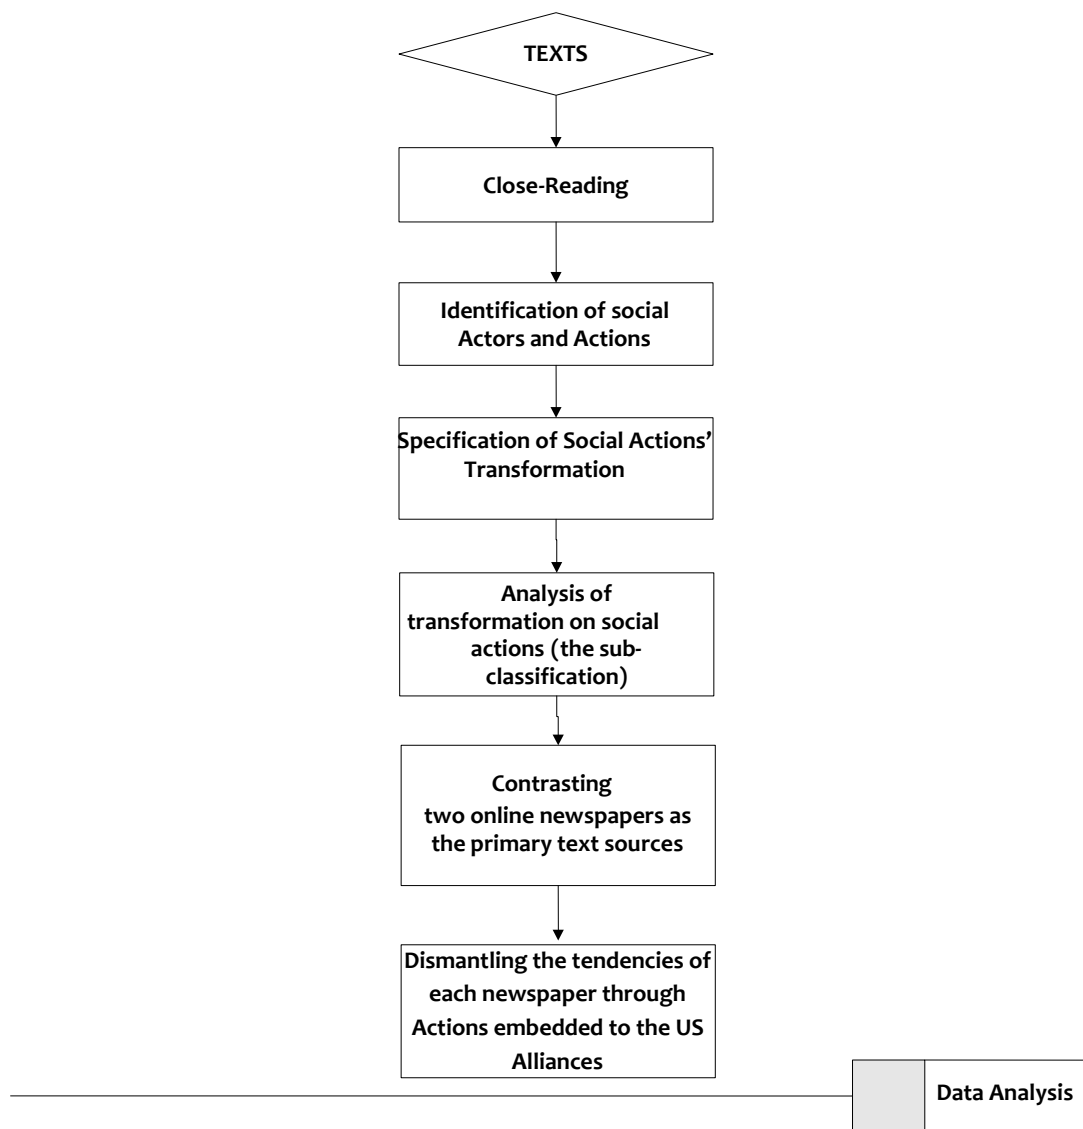 TEXTS
Close-Reading
Identification of social
Actors and Actions
Specification of Social Actions’
Transformation
Analysis of
transformation on social
actions (the sub-
classification)
Contrasting
two online newspapers as
the primary text sources
Dismantling the tendencies of
each newspaper through
Actions embedded to the US
Alliances
Data Analysis